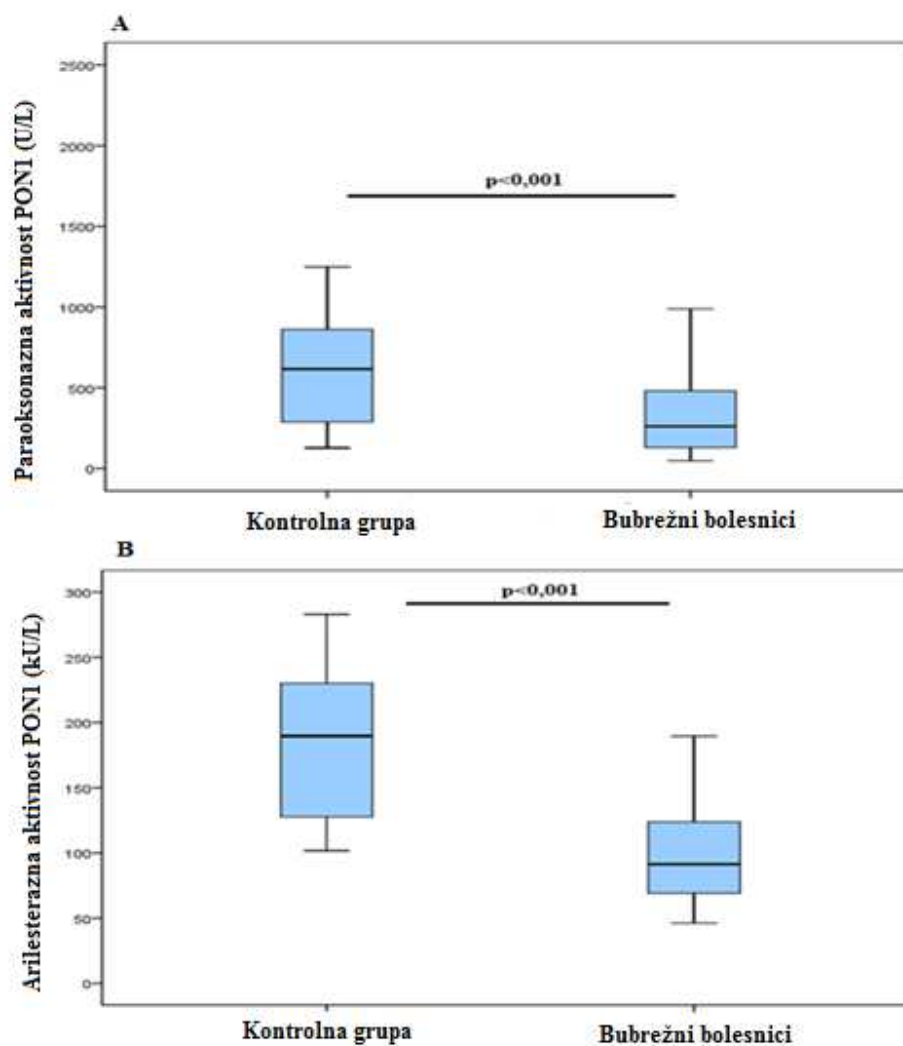 A
Paraoksonazna aktivnost PON1 (U/L)
2500
2000
1500
1000
500
0
p<0,001
Kontrolna grupa
Bubrežni bolesnici
B
Arilesterazna aktivnost PON1 (kU/L)
300
250
200
150
100
50
0
p<0,001
Kontrolna grupa
Bubrežni bolesnici